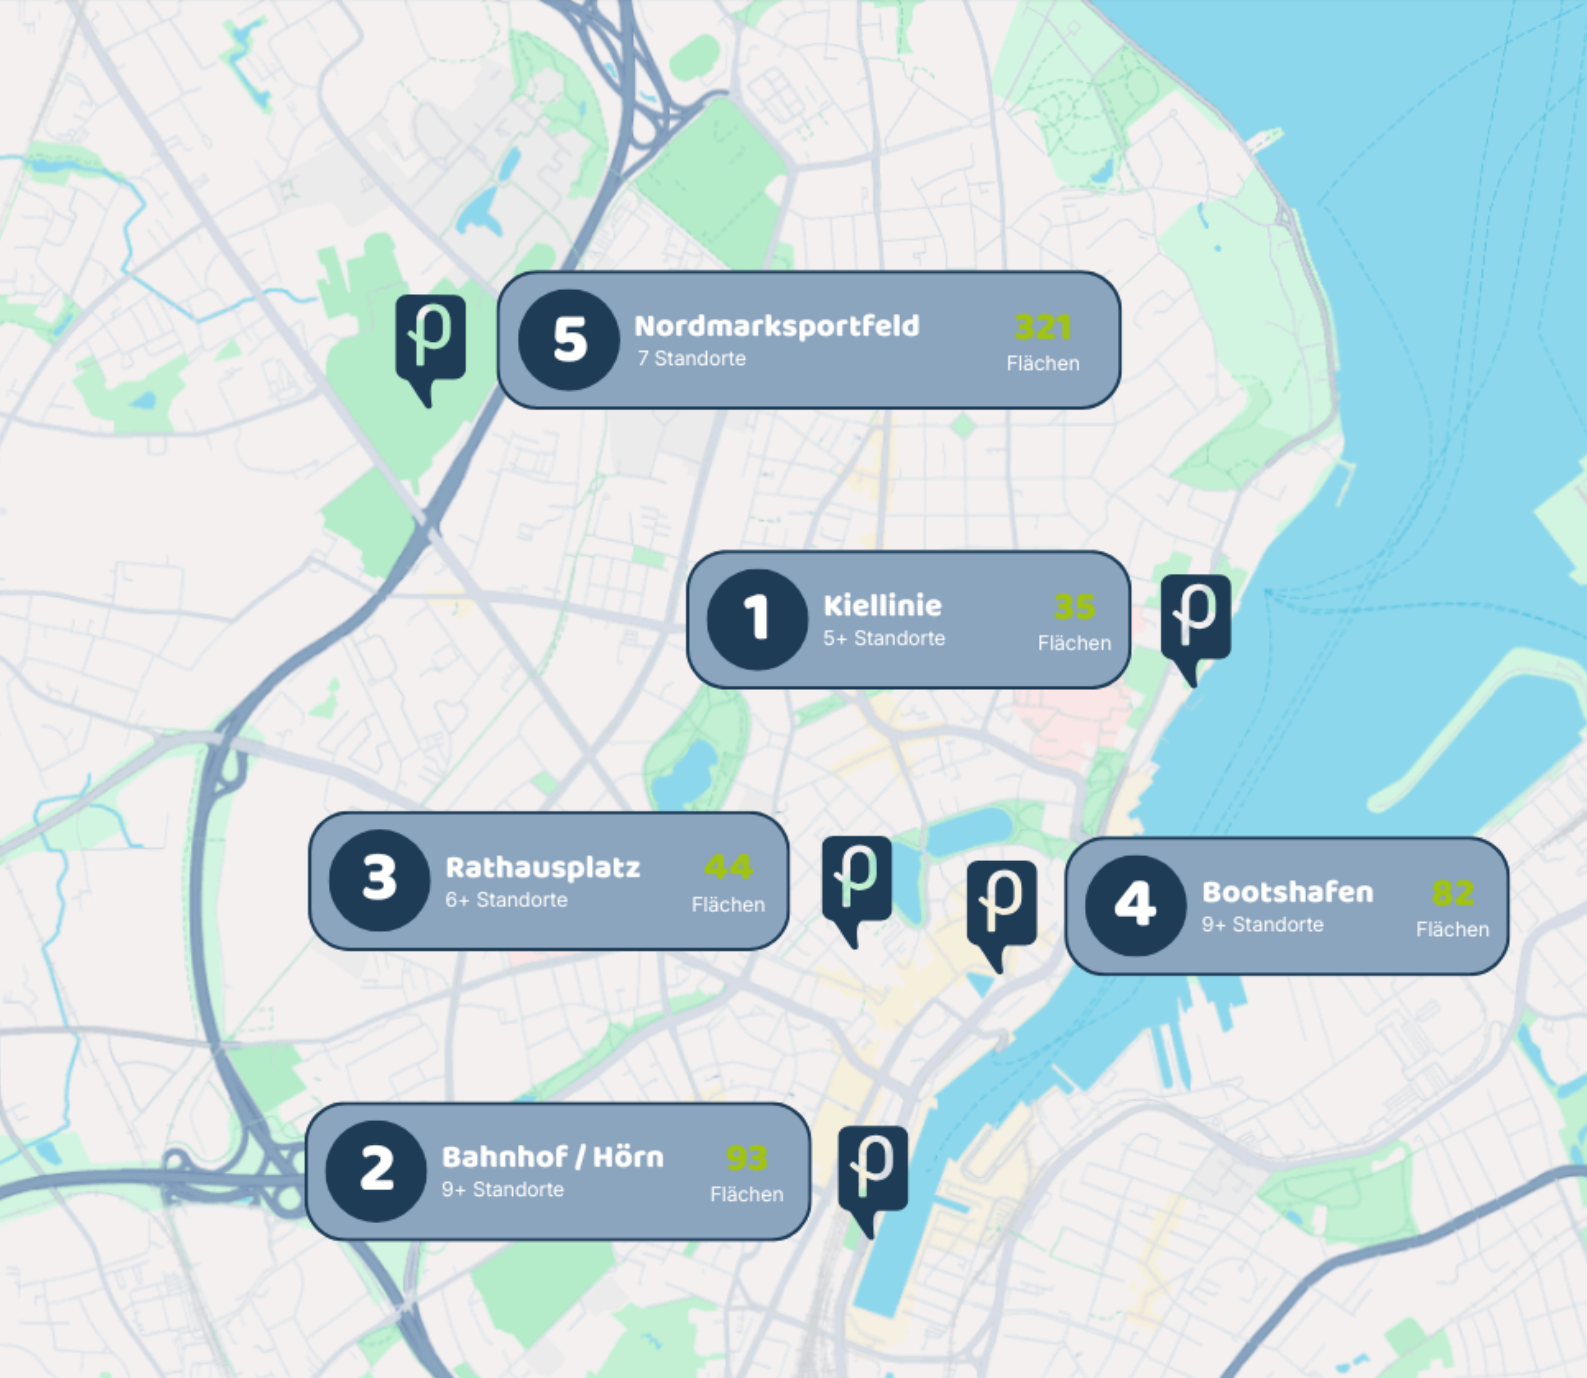 5
Nordmarksportfeld
7 Standorte
321
Flächen
1
Kiellinie
5+ Standorte
35
Flächen
3
Rathausplatz
6+ Standorte
44
Flächen
4
Bootshafen
9+ Standorte
82
Flächen
2
Bahnhof / Hörn
9+ Standorte
93
Flächen